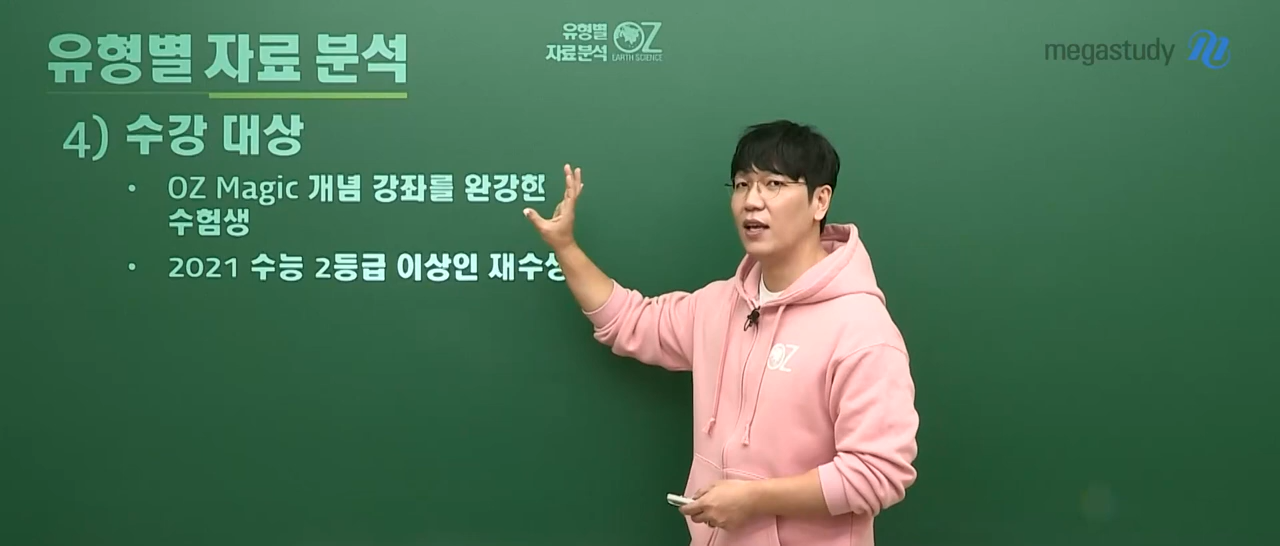 유형별 자료 분석
유형별
자료 분석 OZ
EARTH SCIENCE
megastudy
4) 수강 대상
• OZ Magic 개념 강좌를 완강한
수험생
• 2021 수능 2등급 이상인 재수생
OZ